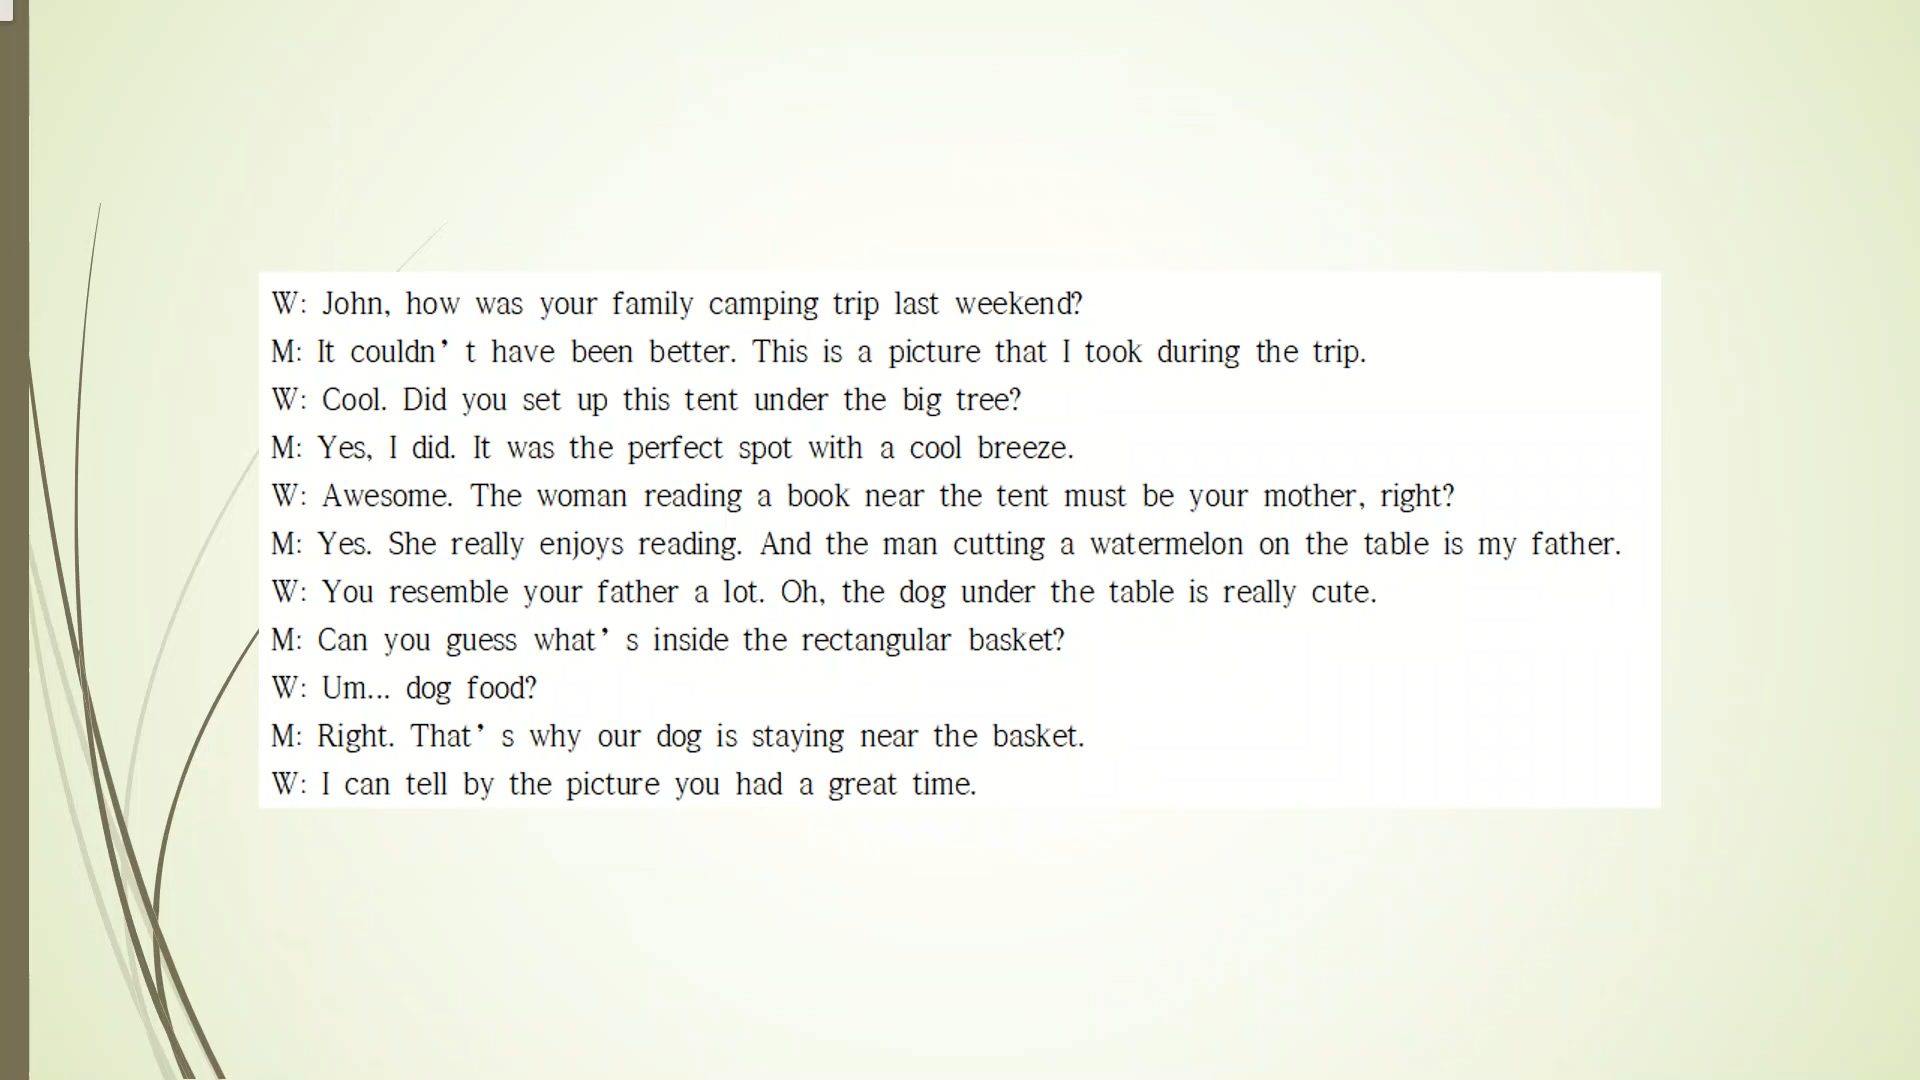 W: John, how was your family camping trip last weekend?
M: It couldn’t have been better. This is a picture that I took during the trip.
W: Cool. Did you set up this tent under the big tree?
M: Yes, I did. It was the perfect spot with a cool breeze.
W: Awesome. The woman reading a book near the tent must be your mother, right?
M: Yes. She really enjoys reading. And the man cutting a watermelon on the table is my father.
W: You resemble your father a lot. Oh, the dog under the table is really cute.
M: Can you guess what’s inside the rectangular basket?
W: Um... dog food?
M: Right. That’s why our dog is staying near the basket.
W: I can tell by the picture you had a great time.